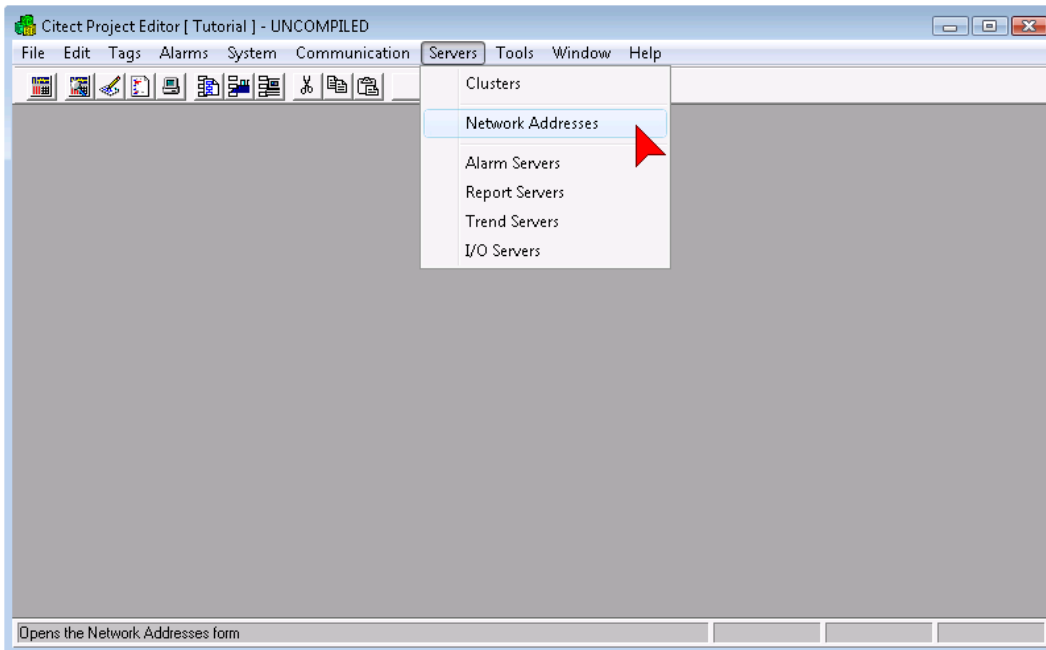 Citect Project Editor [ Tutorial ] - UNCOMPILED
File Edit Tags Alarms System Communication Servers Tools Window Help
Clusters
Network Addresses
Alarm Servers
Report Servers
Trend Servers
I/O Servers
Opens the Network Addresses form